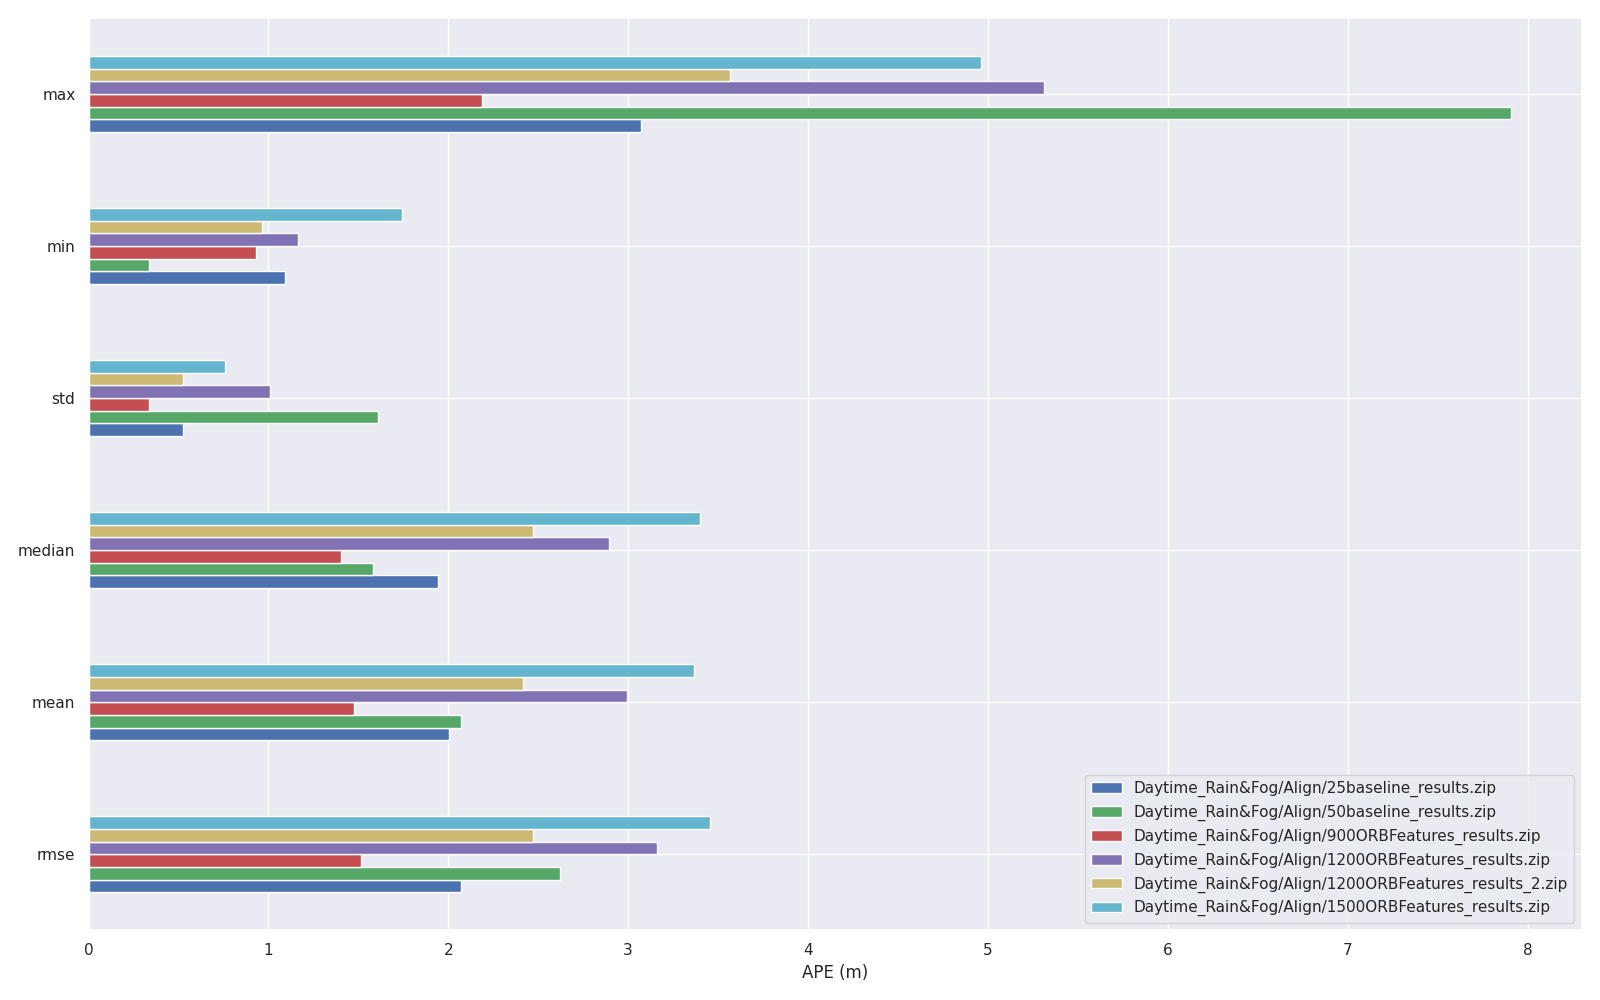 max
min
std
median
mean
rmse
Daytime_Rain&Fog/Align/25baseline_results.zip
Daytime_Rain&Fog/Align/50baseline_results.zip
Daytime_Rain&Fog/Align/900ORBFeatures_results.zip
Daytime_Rain&Fog/Align/1200ORBFeatures_results.zip
Daytime_Rain&Fog/Align/1200ORBFeatures_results_2.zip
Daytime_Rain&Fog/Align/1500ORBFeatures_results.zip
0 1 2 3 4 5 6 7 8
APE (m)